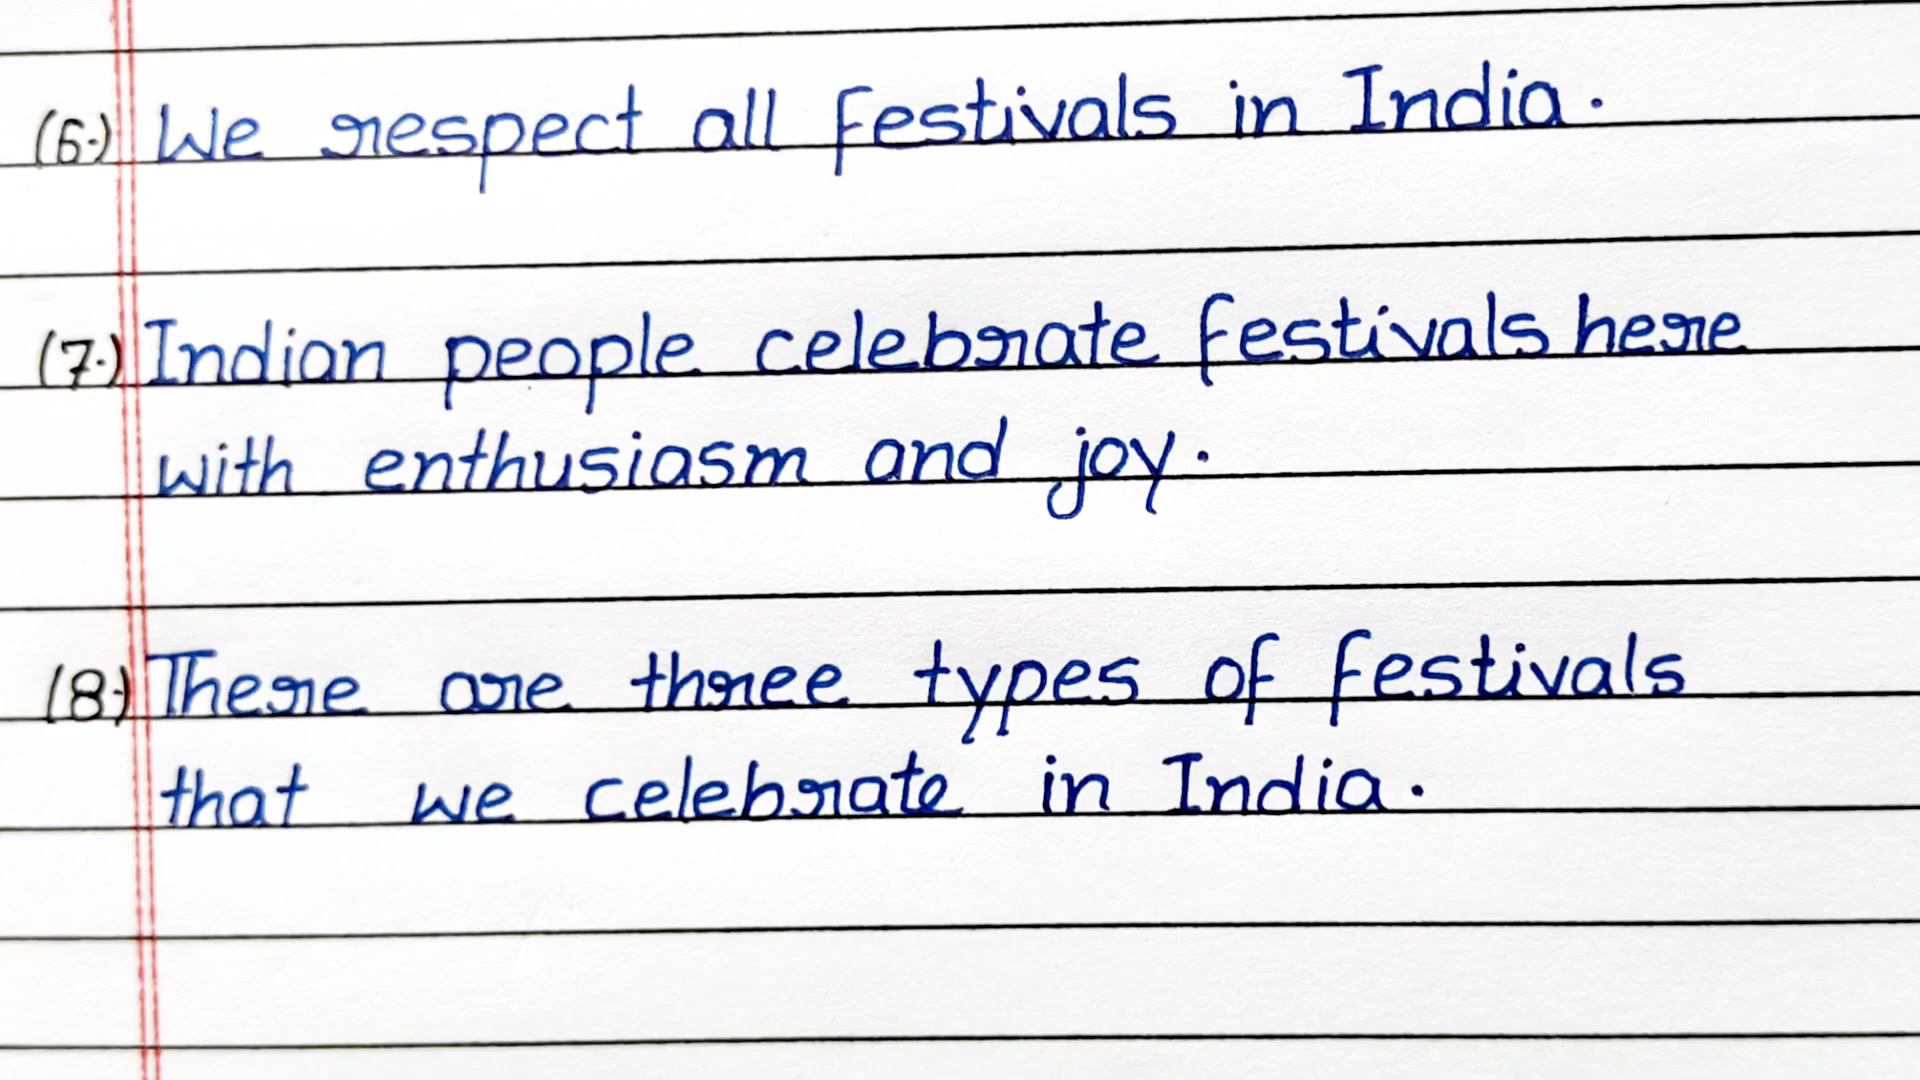 (6.) We respect all festivals in India.
(7.) Indian people celebrate festivals here
with enthusiasm and joy.
(8.) There are three types of festivals
that we celebrate in India.